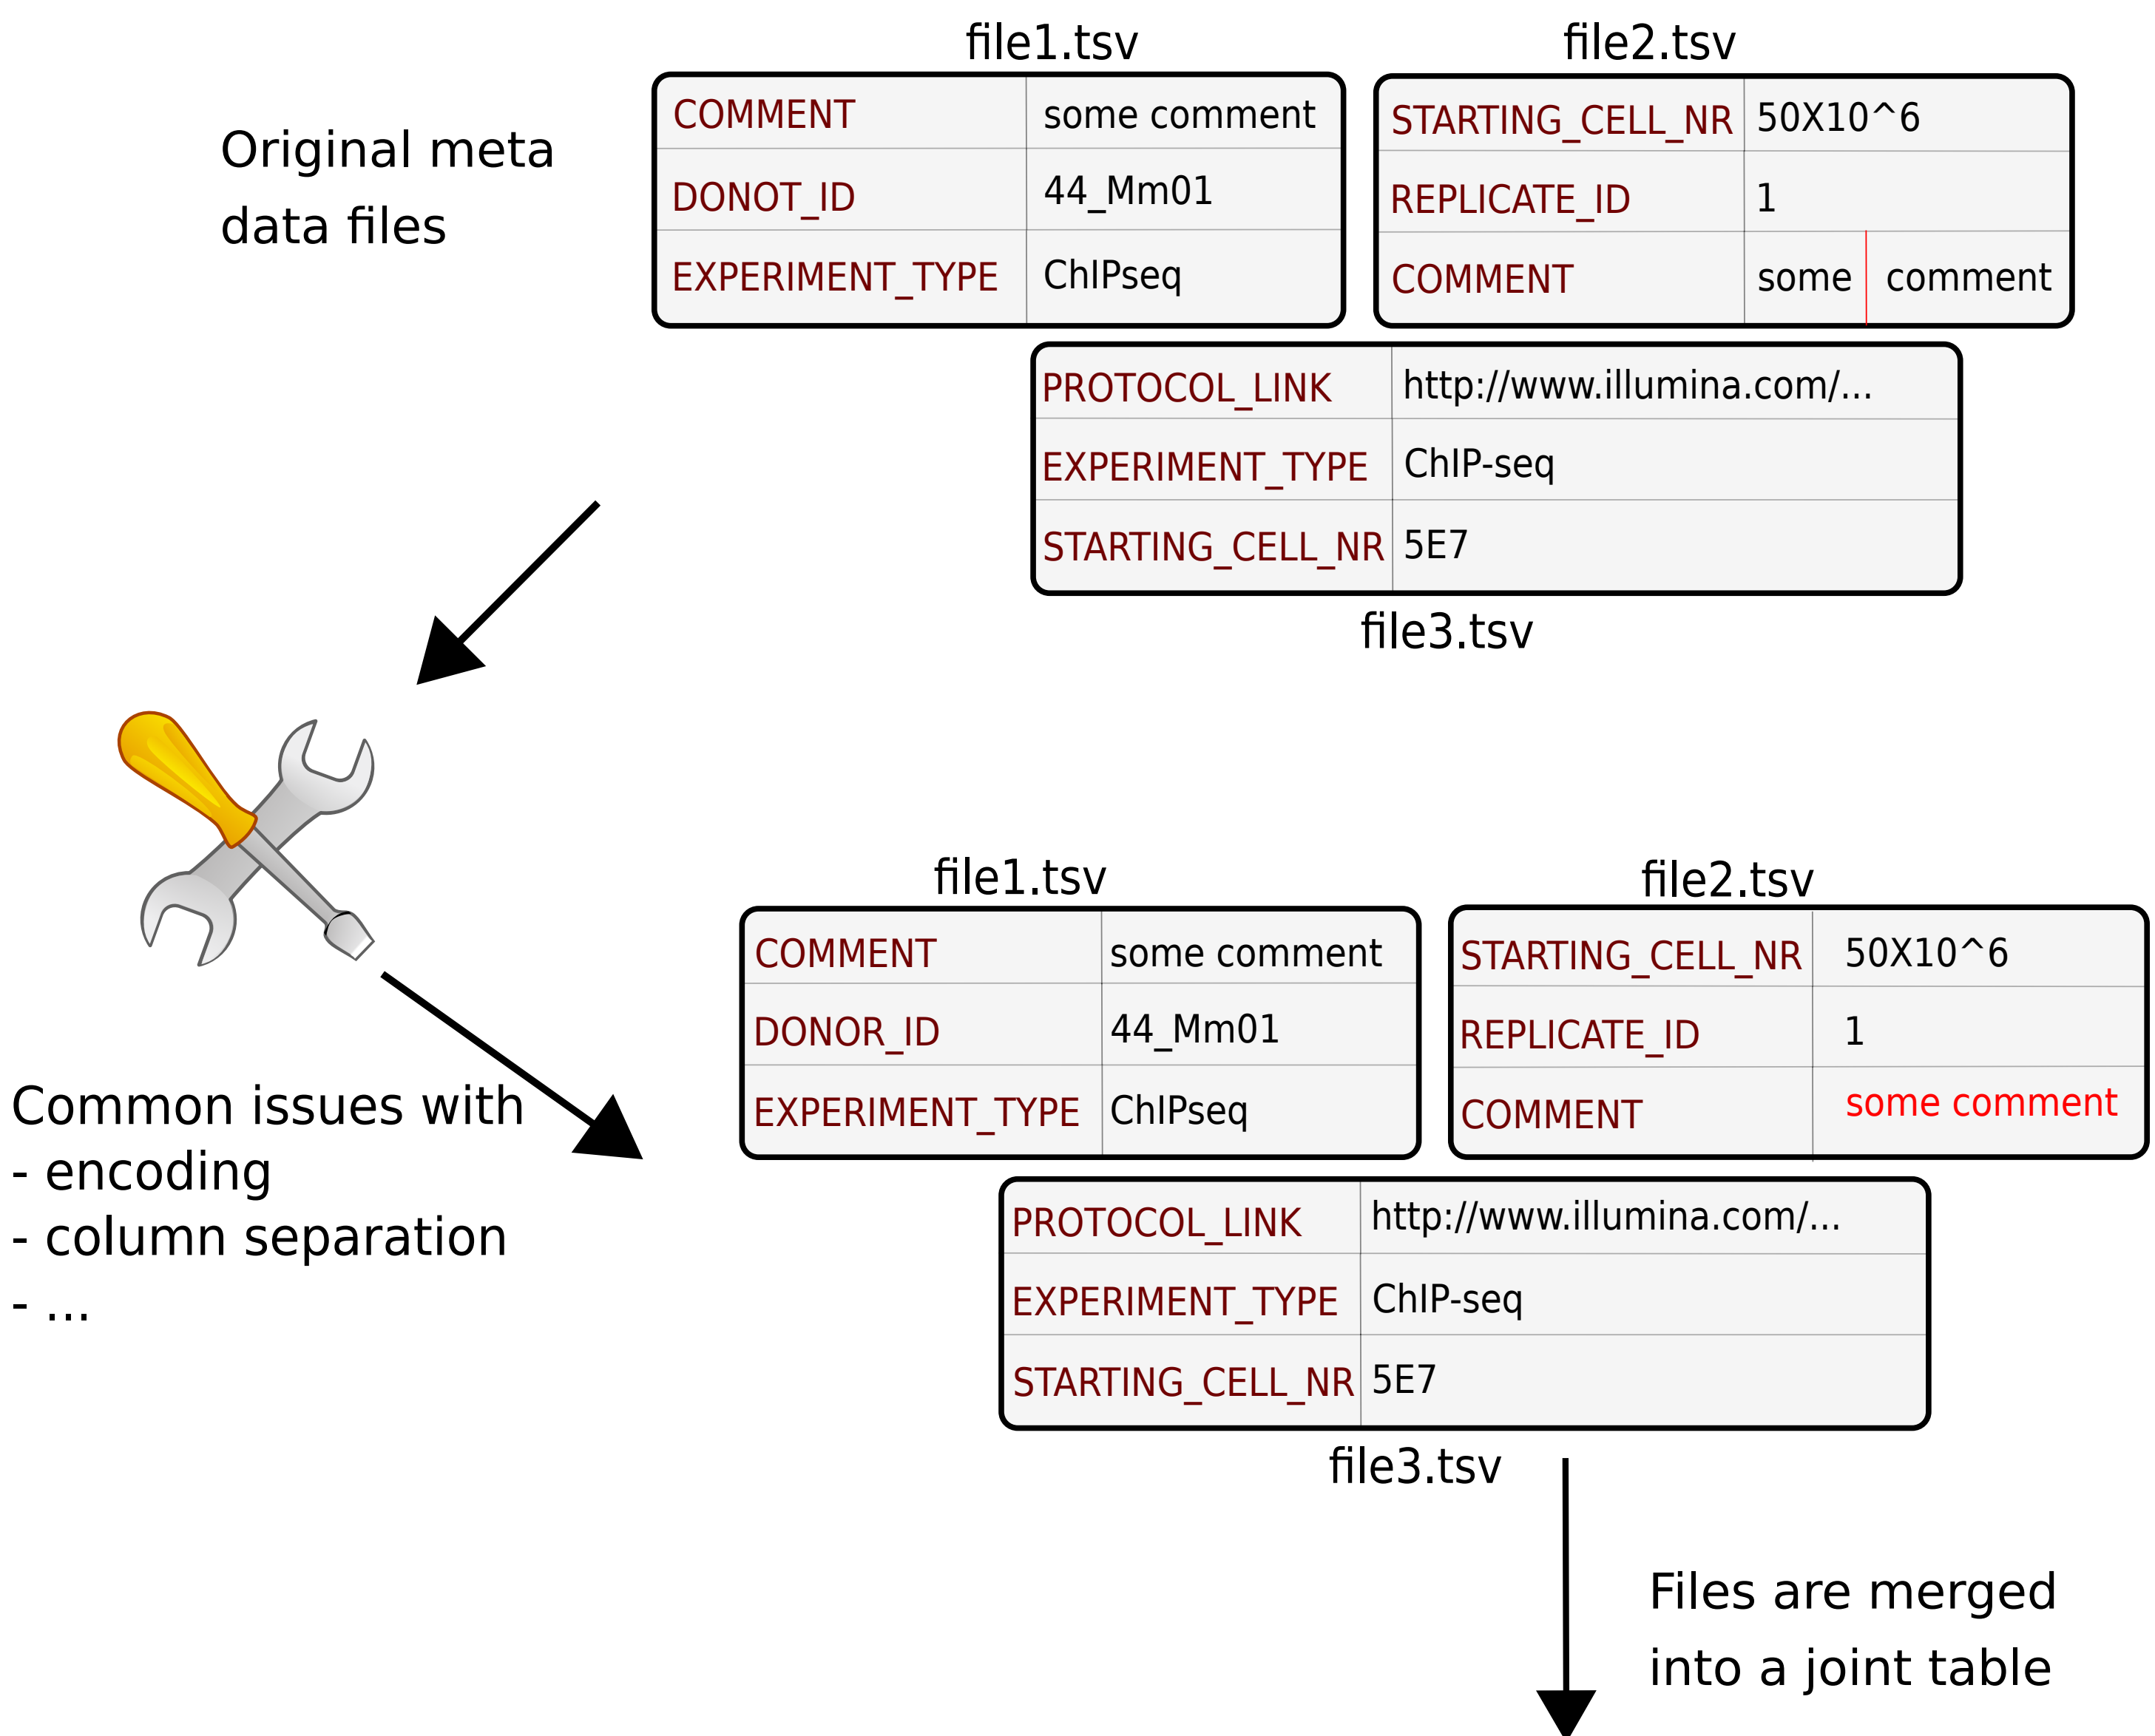 file1.tsv
file2.tsv
Original meta
data files
COMMENT some comment
DONOT_ID 44_Mm01
EXPERIMENT_TYPE ChIPseq
STARTING_CELL_NR 50X10^6
REPLICATE_ID 1
COMMENT some comment
PROTOCOL_LINK http://www.illumina.com/...
EXPERIMENT_TYPE ChIP-seq
STARTING_CELL_NR 5E7
file3.tsv
Common issues with
- encoding
- column separation
- ...
file1.tsv
file2.tsv
COMMENT some comment
DONOR_ID 44_Mm01
EXPERIMENT_TYPE ChIPseq
STARTING_CELL_NR 50X10^6
REPLICATE_ID 1
COMMENT some comment
PROTOCOL_LINK http://www.illumina.com/...
EXPERIMENT_TYPE ChIP-seq
STARTING_CELL_NR 5E7
file3.tsv
Files are merged
into a joint table